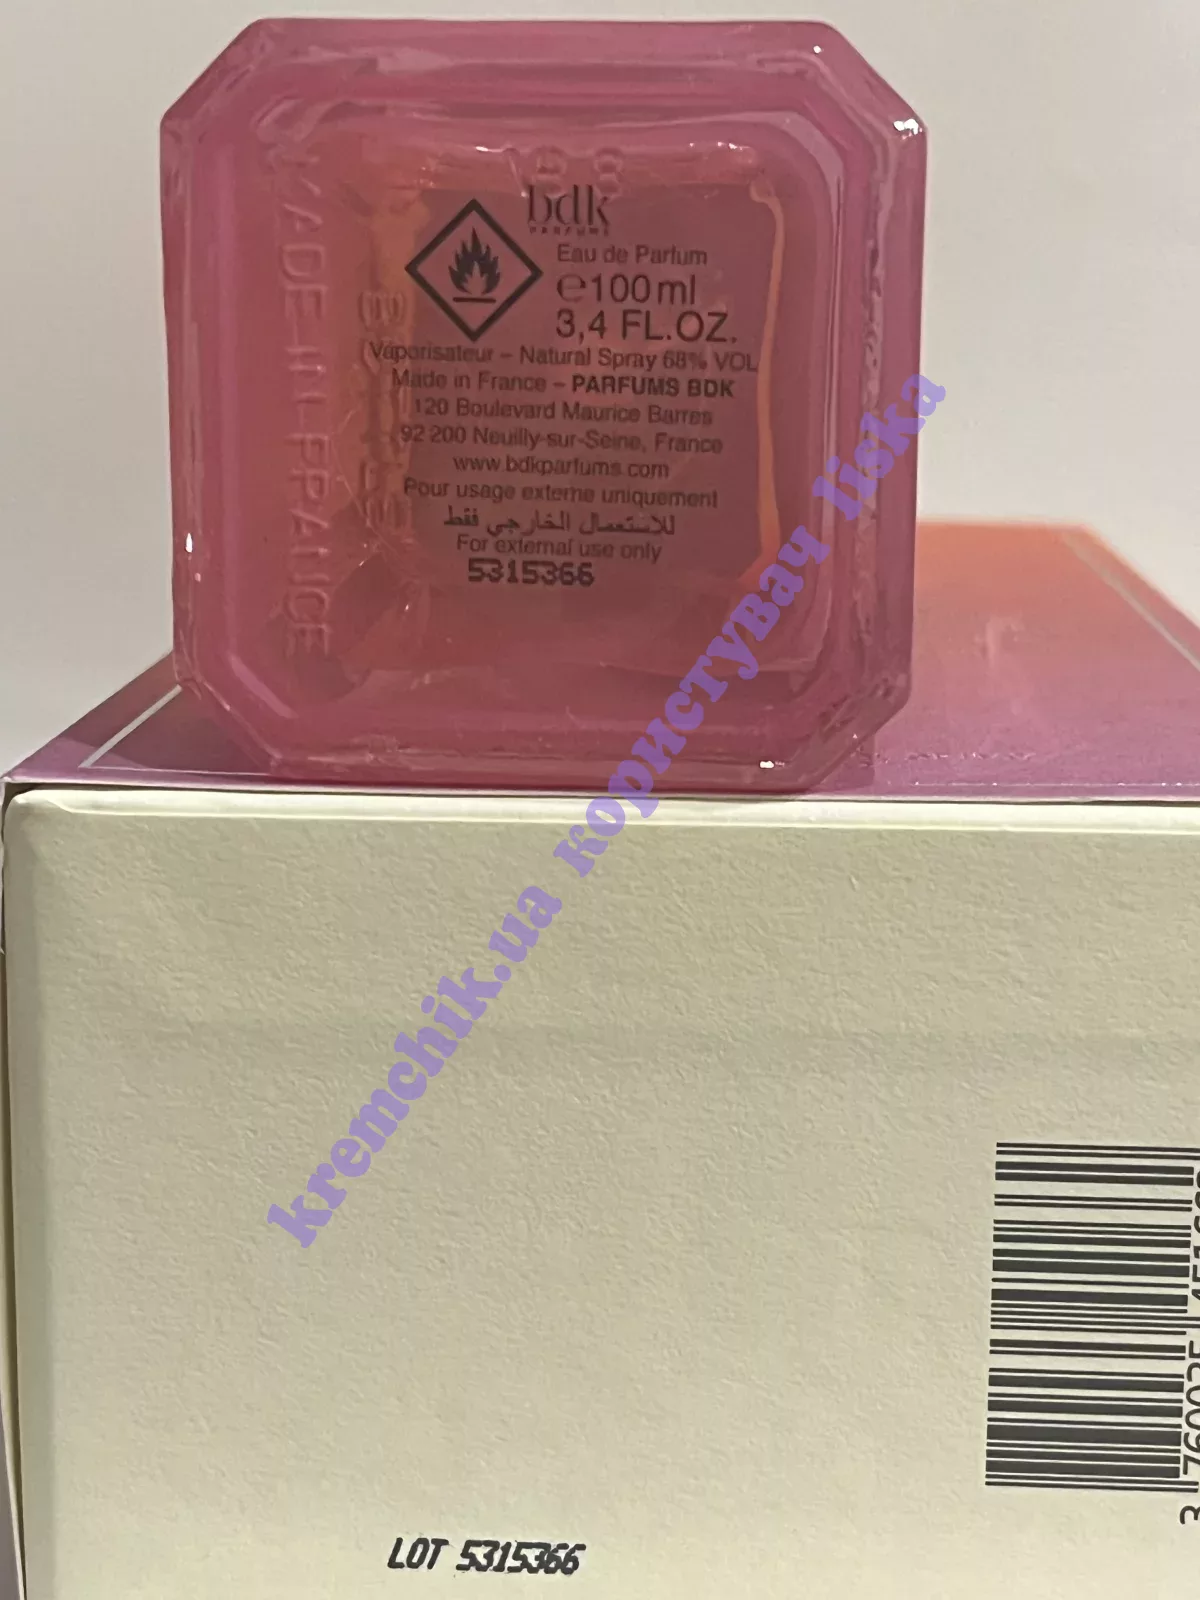 bdk
PARFUMS
Eau de Parfum
℮100ml
3,4 FL.OZ.
Vaporisateur – Natural Spray 68% VOL
Made in France – PARFUMS BDK
120 Boulevard Maurice Barres
92 200 Neuilly-sur-Seine, France
www.bdkparfums.com
Pour usage externe uniquement
للاستعمال الخارجي فقط
For external use only
5315366
MADE IN FRANCE
kremchik.ua користувач liska
LOT 5315366